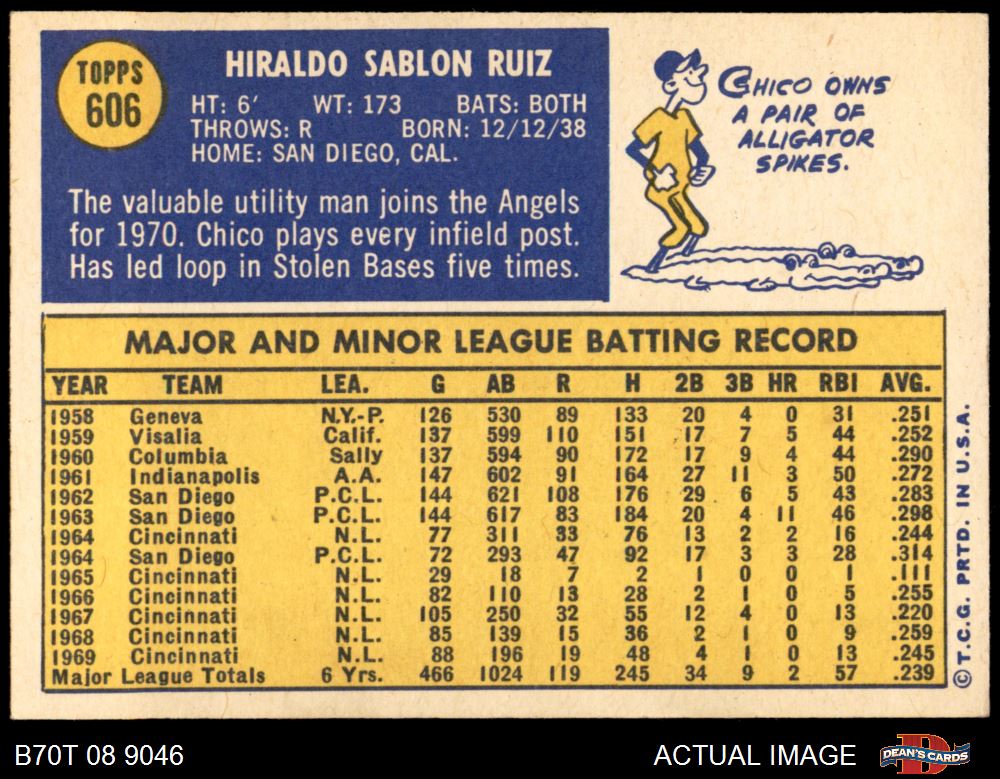 TOPPS
606
HIRALDO SABLON RUIZ
HT: 6' WT: 173 BATS: BOTH
THROWS: R BORN: 12/12/38
HOME: SAN DIEGO, CAL.
The valuable utility man joins the Angels
for 1970. Chico plays every infield post.
Has led loop in Stolen Bases five times.
CHICO OWNS
A PAIR OF
ALLIGATOR
SPIKES.
MAJOR AND MINOR LEAGUE BATTING RECORD
YEAR TEAM LEA. G AB R H 2B 3B HR RBI AVG.
1958 Geneva N.Y.-P. 126 530 89 133 20 4 0 31 .251
1959 Visalia Calif. 137 599 110 151 17 7 5 44 .252
1960 Columbia Sally 137 594 90 172 17 9 4 44 .290
1961 Indianapolis A.A. 147 602 91 164 27 11 3 50 .272
1962 San Diego P.C.L. 144 621 108 176 29 6 5 43 .283
1963 San Diego P.C.L. 144 617 83 184 20 4 11 46 .298
1964 Cincinnati N.L. 77 311 33 76 13 2 2 16 .244
1964 San Diego P.C.L. 72 293 47 92 17 3 3 28 .314
1965 Cincinnati N.L. 29 18 7 2 1 0 0 1 .111
1966 Cincinnati N.L. 82 110 13 28 2 1 0 5 .255
1967 Cincinnati N.L. 105 250 32 55 12 4 0 13 .220
1968 Cincinnati N.L. 85 139 15 36 2 1 0 9 .259
1969 Cincinnati N.L. 88 196 19 48 4 1 0 13 .245
Major League Totals 6 Yrs. 466 1024 119 245 34 9 2 57 .239
© T.C.G. PRTD. IN U.S.A.
B70T 08 9046
ACTUAL IMAGE
DEAN'S CARDS